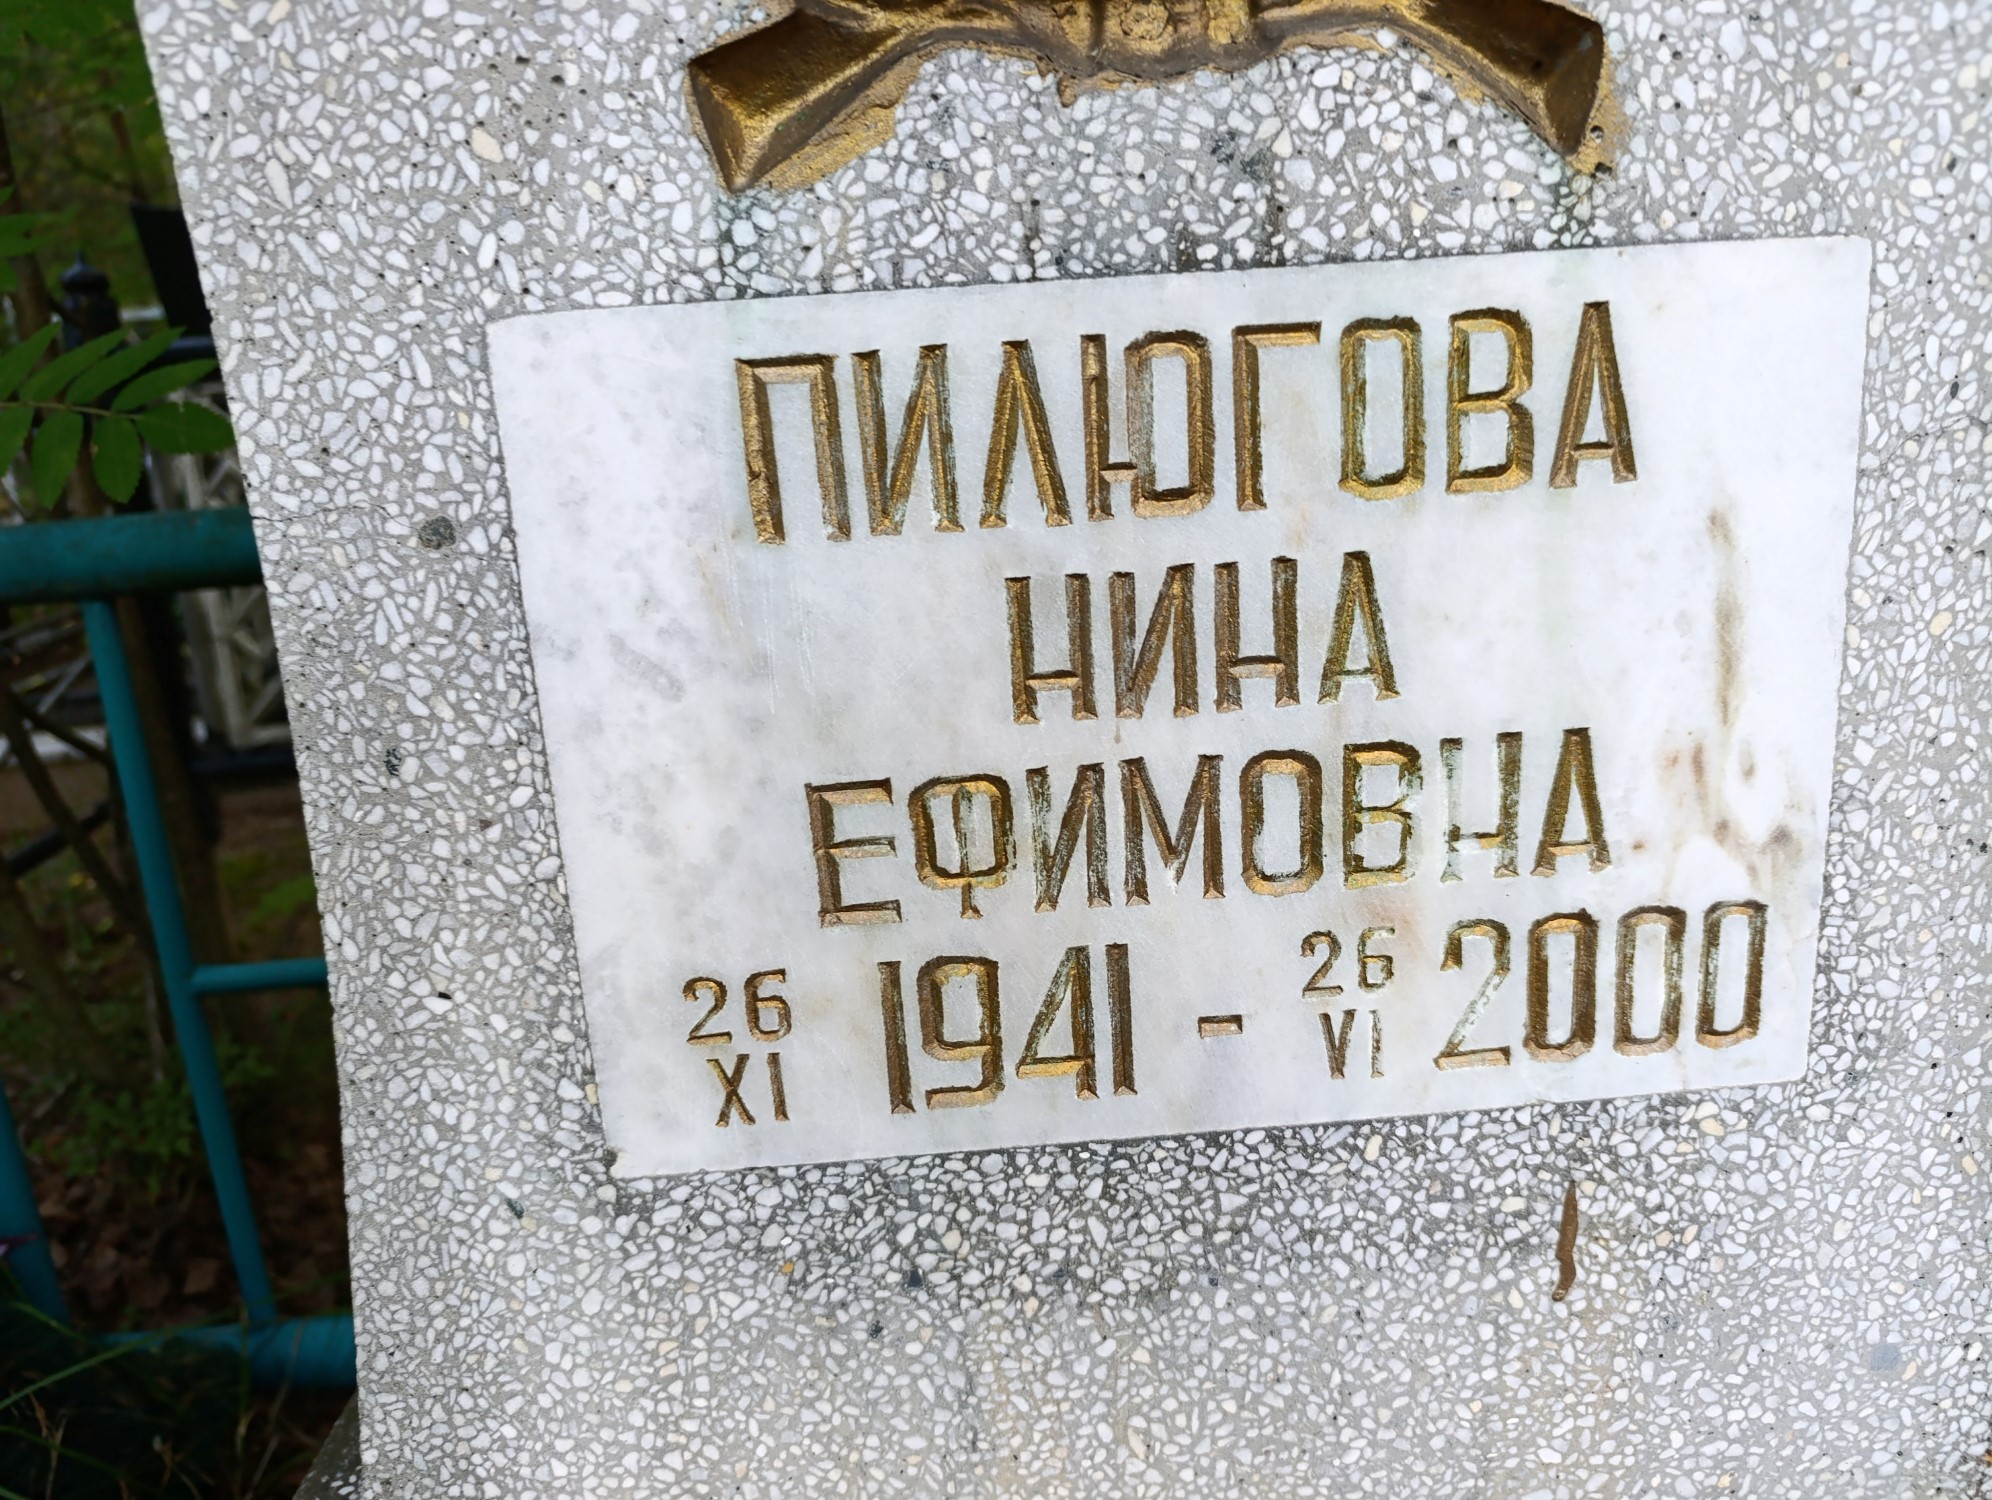 ПИЛЮГОВА
НИНА
ЕФИМОВНА
26 XI 1941 - 26 VI 2000